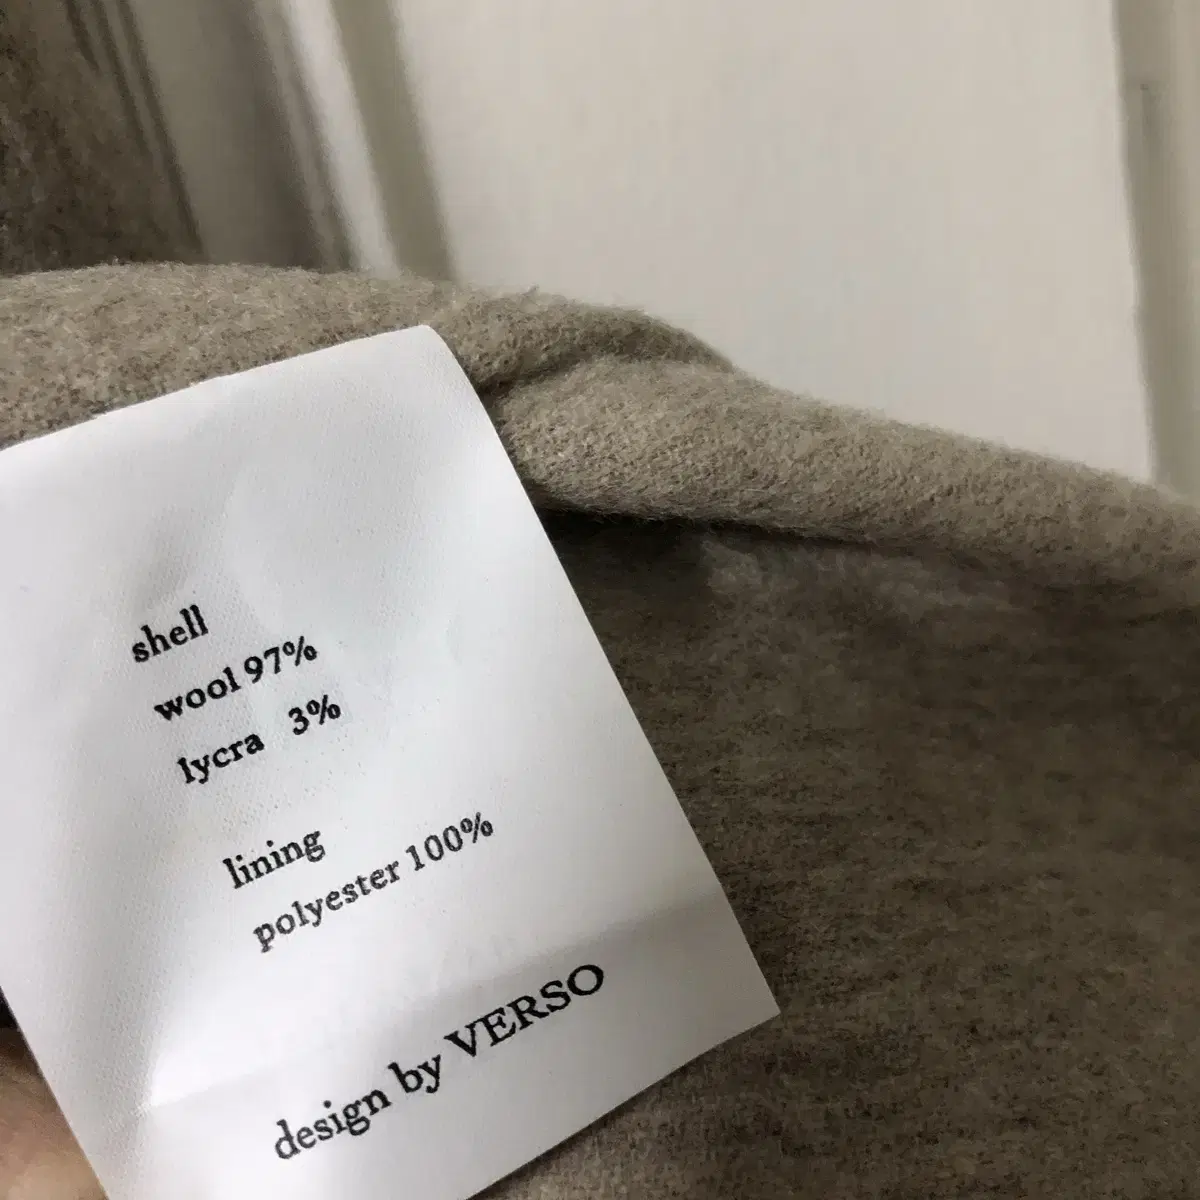 shell
wool 97%
lycra 3%
lining
polyester 100%
design by VERSO